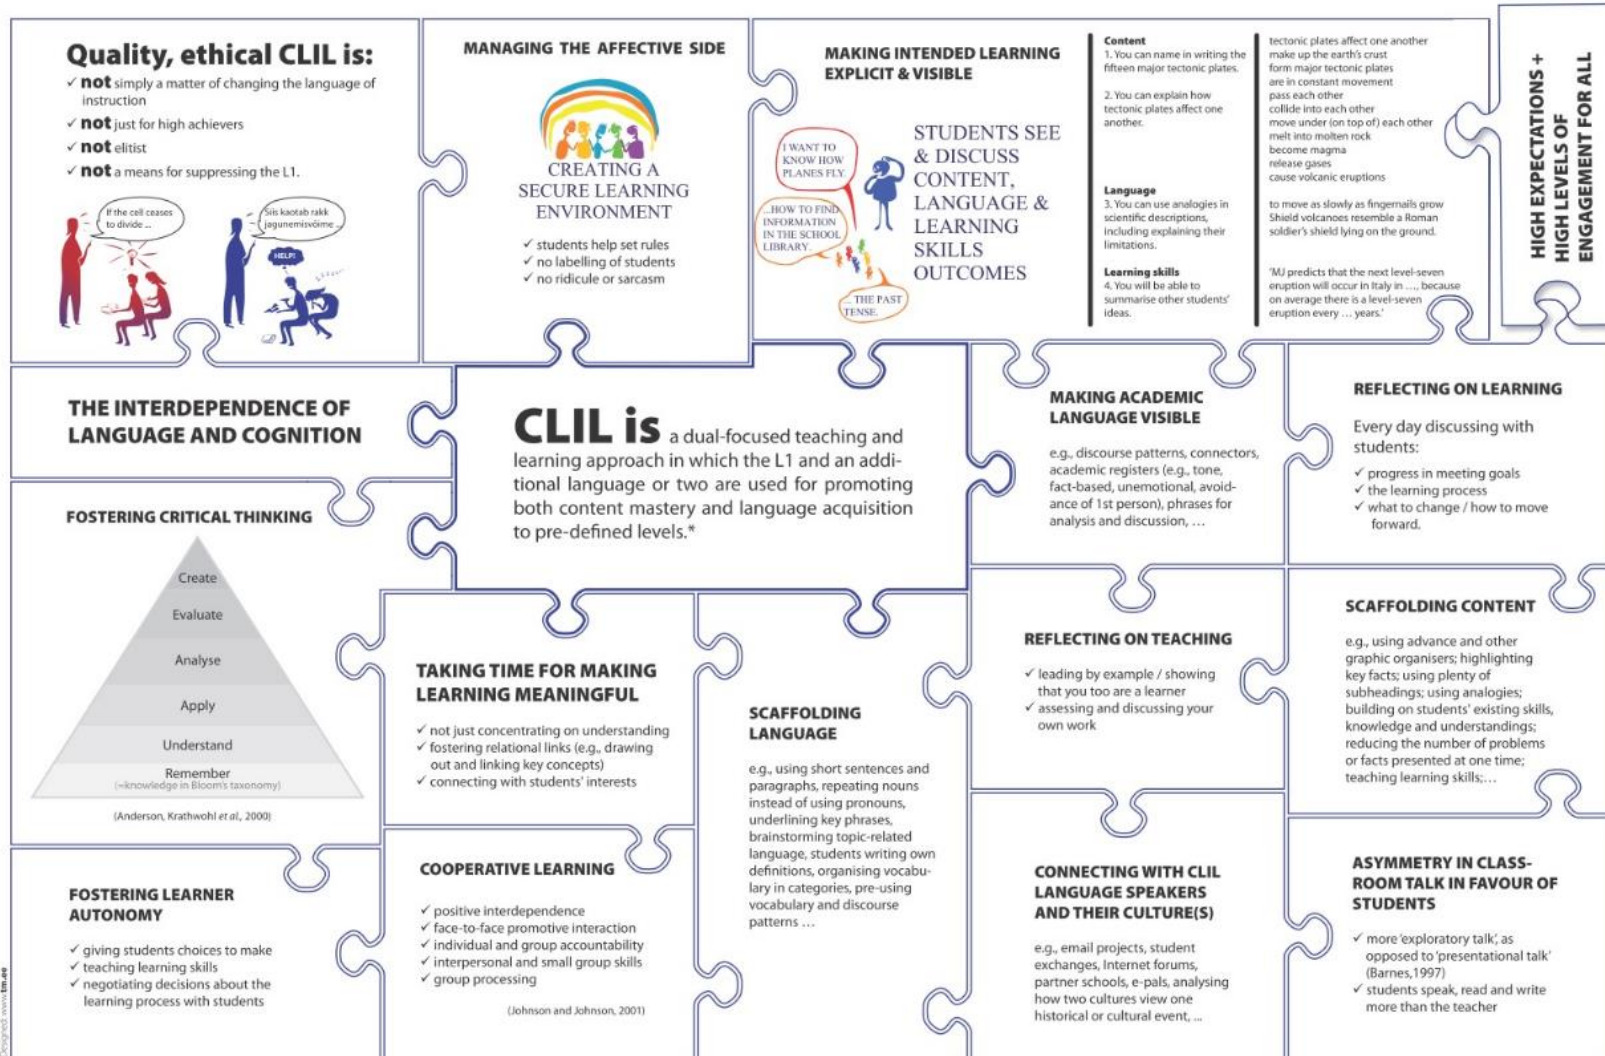 Quality, ethical CLIL is:
✓ not simply a matter of changing the language of
instruction
✓ not just for high achievers
✓ not elitist
✓ not a means for suppressing the L1.
If the cell ceases
to divide ...
Siis kaotab rakk
jagunemisvõime ...
HELP!
MANAGING THE AFFECTIVE SIDE
CREATING A
SECURE LEARNING
ENVIRONMENT
✓ students help set rules
✓ no labelling of students
✓ no ridicule or sarcasm
MAKING INTENDED LEARNING
EXPLICIT & VISIBLE
I WANT TO
KNOW HOW
PLANES FLY.
...HOW TO FIND
INFORMATION
IN THE SCHOOL
LIBRARY.
... THE PAST
TENSE.
STUDENTS SEE
& DISCUSS
CONTENT,
LANGUAGE &
LEARNING
SKILLS
OUTCOMES
Content
1. You can name in writing the
fifteen major tectonic plates.
2. You can explain how
tectonic plates affect one
another.
Language
3. You can use analogies in
scientific descriptions,
including explaining their
limitations.
Learning skills
4. You will be able to
summarise other students'
ideas.
tectonic plates affect one another
make up the earth's crust
form major tectonic plates
are in constant movement
pass each other
collide into each other
move under (on top of) each other
melt into molten rock
become magma
release gases
cause volcanic eruptions
to move as slowly as fingernails grow
Shield volcanoes resemble a Roman
soldier's shield lying on the ground.
'MJ predicts that the next level-seven
eruption will occur in Italy in ..., because
on average there is a level-seven
eruption every ... years.'
HIGH EXPECTATIONS +
HIGH LEVELS OF
ENGAGEMENT FOR ALL
THE INTERDEPENDENCE OF
LANGUAGE AND COGNITION
CLIL is a dual-focused teaching and
learning approach in which the L1 and an addi-
tional language or two are used for promoting
both content mastery and language acquisition
to pre-defined levels.*
MAKING ACADEMIC
LANGUAGE VISIBLE
e.g., discourse patterns, connectors,
academic registers (e.g., tone,
fact-based, unemotional, avoid-
ance of 1st person), phrases for
analysis and discussion, ...
REFLECTING ON LEARNING
Every day discussing with
students:
✓ progress in meeting goals
✓ the learning process
✓ what to change / how to move
forward.
FOSTERING CRITICAL THINKING
Create
Evaluate
Analyse
Apply
Understand
Remember
(=knowledge in Bloom's taxonomy)
(Anderson, Krathwohl et al., 2000)
TAKING TIME FOR MAKING
LEARNING MEANINGFUL
✓ not just concentrating on understanding
✓ fostering relational links (e.g., drawing
out and linking key concepts)
✓ connecting with students' interests
SCAFFOLDING
LANGUAGE
e.g., using short sentences and
paragraphs, repeating nouns
instead of using pronouns,
underlining key phrases,
brainstorming topic-related
language, students writing own
definitions, organising vocabu-
lary in categories, pre-using
vocabulary and discourse
patterns ...
REFLECTING ON TEACHING
✓ leading by example / showing
that you too are a learner
✓ assessing and discussing your
own work
SCAFFOLDING CONTENT
e.g., using advance and other
graphic organisers; highlighting
key facts; using plenty of
subheadings; using analogies;
building on students' existing skills,
knowledge and understandings;
reducing the number of problems
or facts presented at one time;
teaching learning skills;...
FOSTERING LEARNER
AUTONOMY
✓ giving students choices to make
✓ teaching learning skills
✓ negotiating decisions about the
learning process with students
COOPERATIVE LEARNING
✓ positive interdependence
✓ face-to-face promotive interaction
✓ individual and group accountability
✓ interpersonal and small group skills
✓ group processing
(Johnson and Johnson, 2001)
CONNECTING WITH CLIL
LANGUAGE SPEAKERS
AND THEIR CULTURE(S)
e.g., email projects, student
exchanges, Internet forums,
partner schools, e-pals, analysing
how two cultures view one
historical or cultural event, ...
ASYMMETRY IN CLASS-
ROOM TALK IN FAVOUR OF
STUDENTS
✓ more 'exploratory talk', as
opposed to 'presentational talk'
(Barnes,1997)
✓ students speak, read and write
more than the teacher
Designed: www.tm.ee